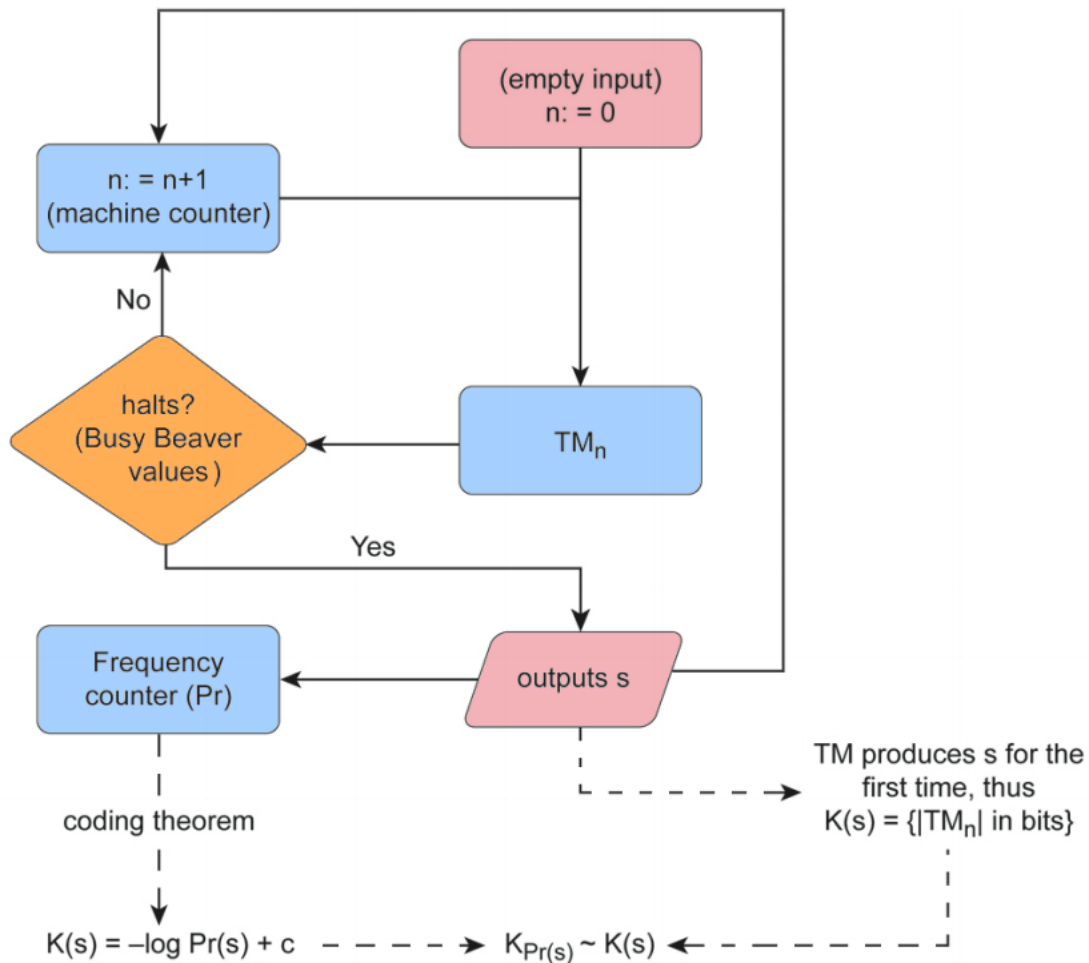 (empty input)
n: = 0
n: = n+1
(machine counter)
No
halts?
(Busy Beaver
values)
TMn
Yes
Frequency
counter (Pr)
outputs s
TM produces s for the
first time, thus
K(s) = {|TMn| in bits}
coding theorem
K(s) = –log Pr(s) + c
KPr(s) ~ K(s)